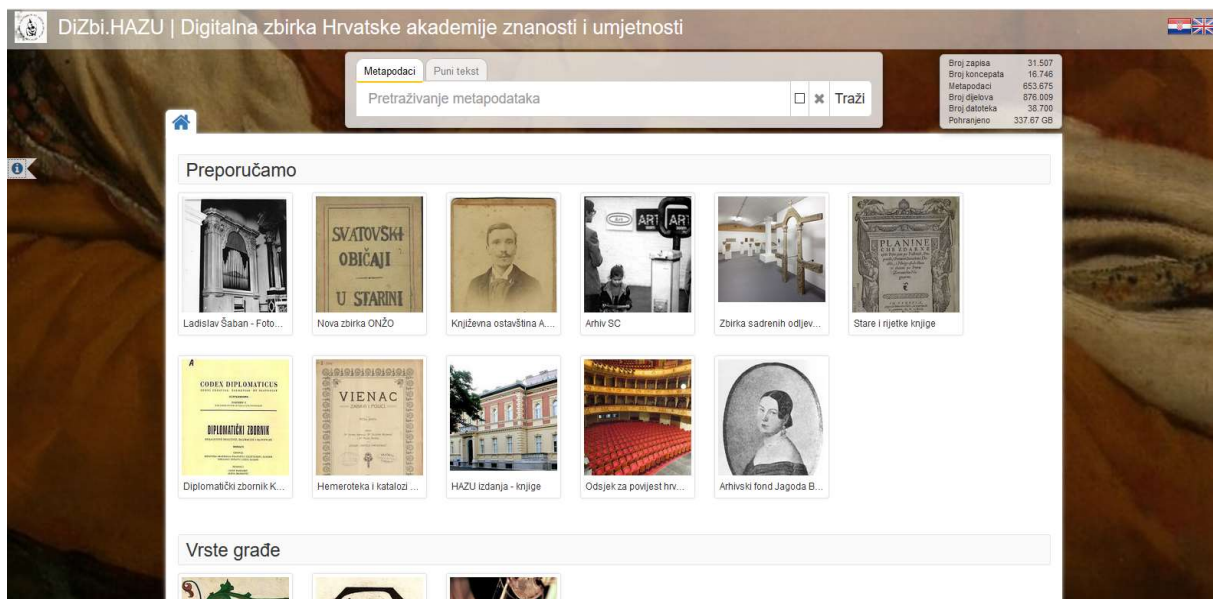 DiZbi.HAZU | Digitalna zbirka Hrvatske akademije znanosti i umjetnosti
Metapodaci
Puni tekst
Pretraživanje metapodataka
Traži
Broj zapisa 31.507
Broj koncepata 16.746
Metapodaci 653.675
Broj dijelova 876.009
Broj datoteka 38.700
Pohranjeno 337.67 GB
Preporučamo
SVATOVSKI
OBIČAJI
U STARINI
ART
ART
PLANINE
Ladislav Šaban - Foto...
Nova zbirka ONŽO
Književna ostavština A....
Arhiv SC
Zbirka sadrenih odljev...
Stare i rijetke knjige
A
CODEX DIPLOMATICUS
DIPLOMATIČKI ZBORNIK
VIENAC
Diplomatički zbornik K...
Hemeroteka i katalozi ...
HAZU izdanja - knjige
Odsjek za povijest hrv...
Arhivski fond Jagoda B...
Vrste građe